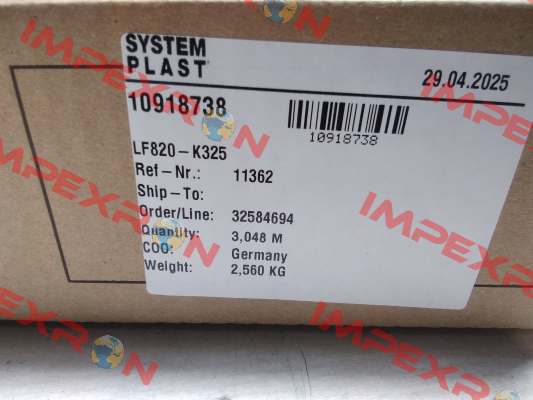 SYSTEM
PLAST
29.04.2025
10918738
10918738
LF820-K325
Ref-Nr.: 11362
Ship-To:
Order/Line: 32584694
Quantity: 3,048 M
COO: Germany
Weight: 2,560 KG
IMPEXRON
IMPEXRON
IMPEXRON
IMPEXRON
IMPEXRON
IMPEXRON